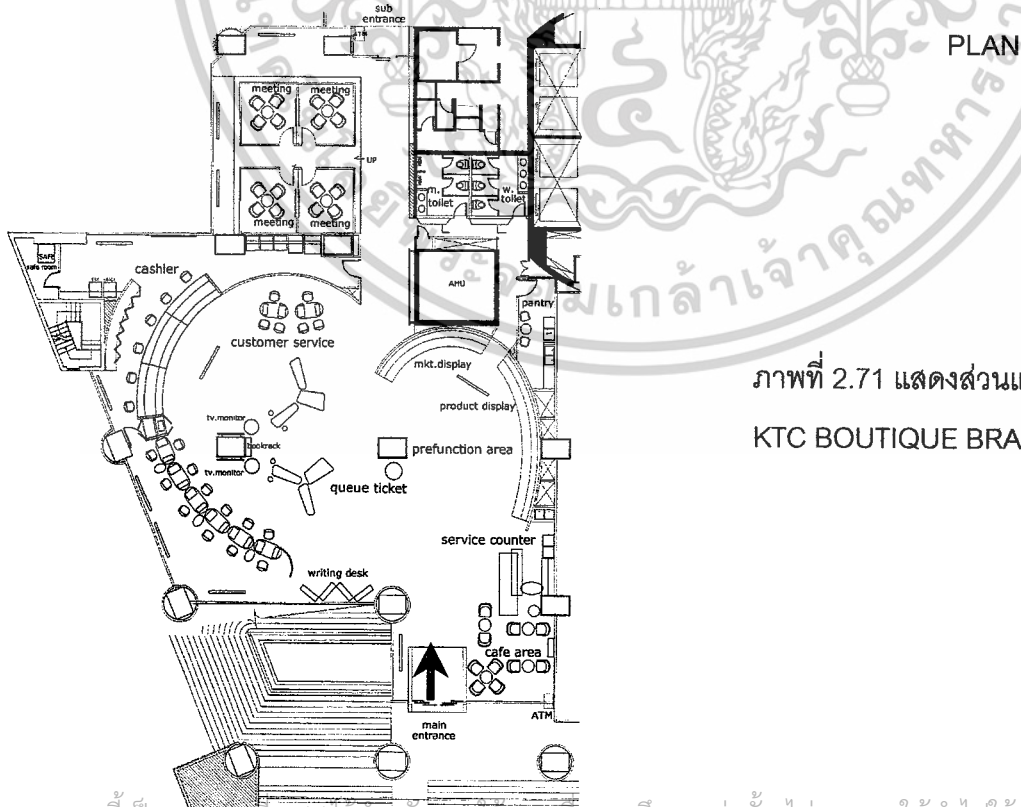 sub
entrance
ATM
PLAN
meeting
meeting
UP
meeting
meeting
m.
toilet
w.
toilet
SAFE
safe room
cashier
AHU
pantry
customer service
mkt.display
product display
tv.monitor
bookrack
tv.monitor
prefunction area
queue ticket
service counter
writing desk
cafe area
ATM
main
entrance
ภาพที่ 2.71 แสดงส่วนแ
KTC BOUTIQUE BRA